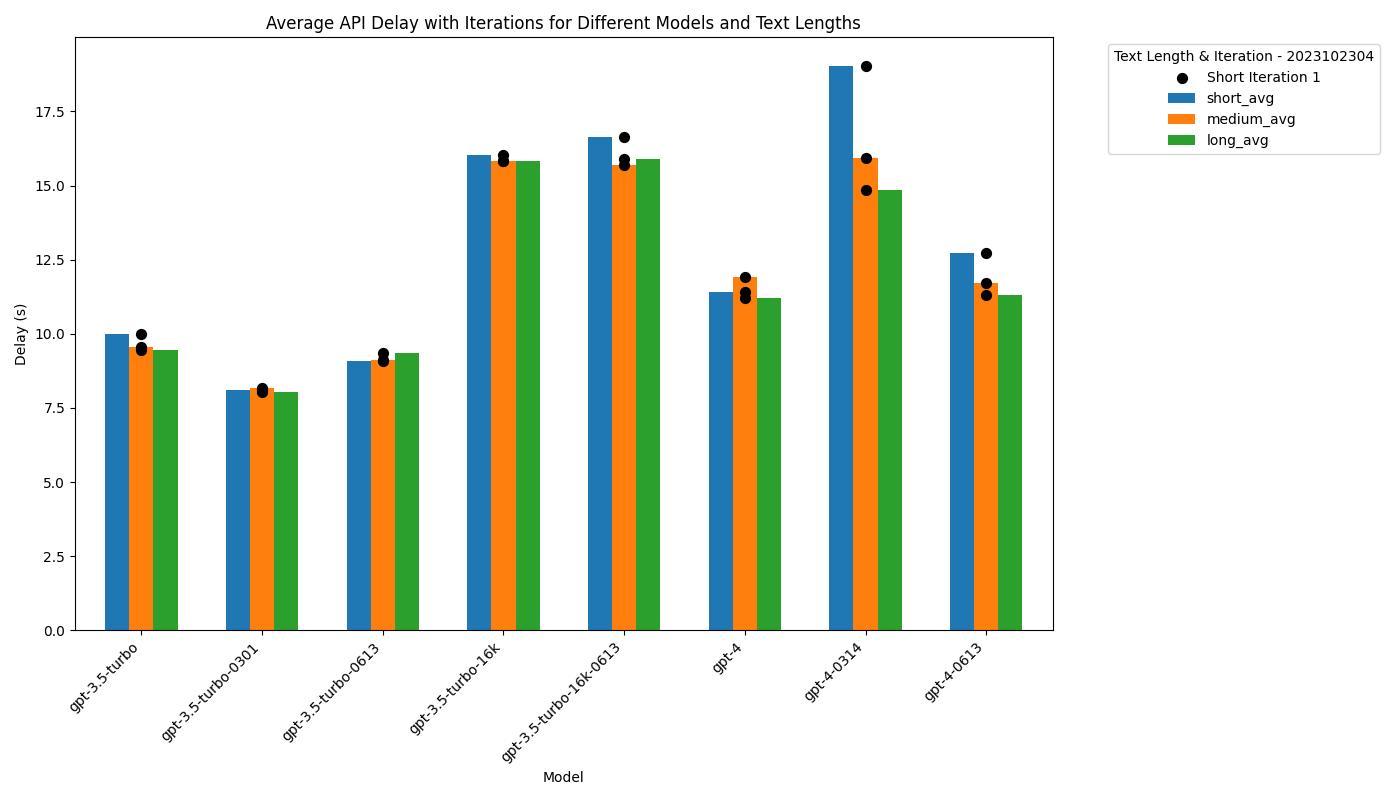 Average API Delay with Iterations for Different Models and Text Lengths
Text Length & Iteration - 2023102304
Short Iteration 1
short_avg
medium_avg
long_avg
Delay (s)
17.5
15.0
12.5
10.0
7.5
5.0
2.5
0.0
gpt-3.5-turbo
gpt-3.5-turbo-0301
gpt-3.5-turbo-0613
gpt-3.5-turbo-16k
gpt-3.5-turbo-16k-0613
gpt-4
gpt-4-0314
gpt-4-0613
Model